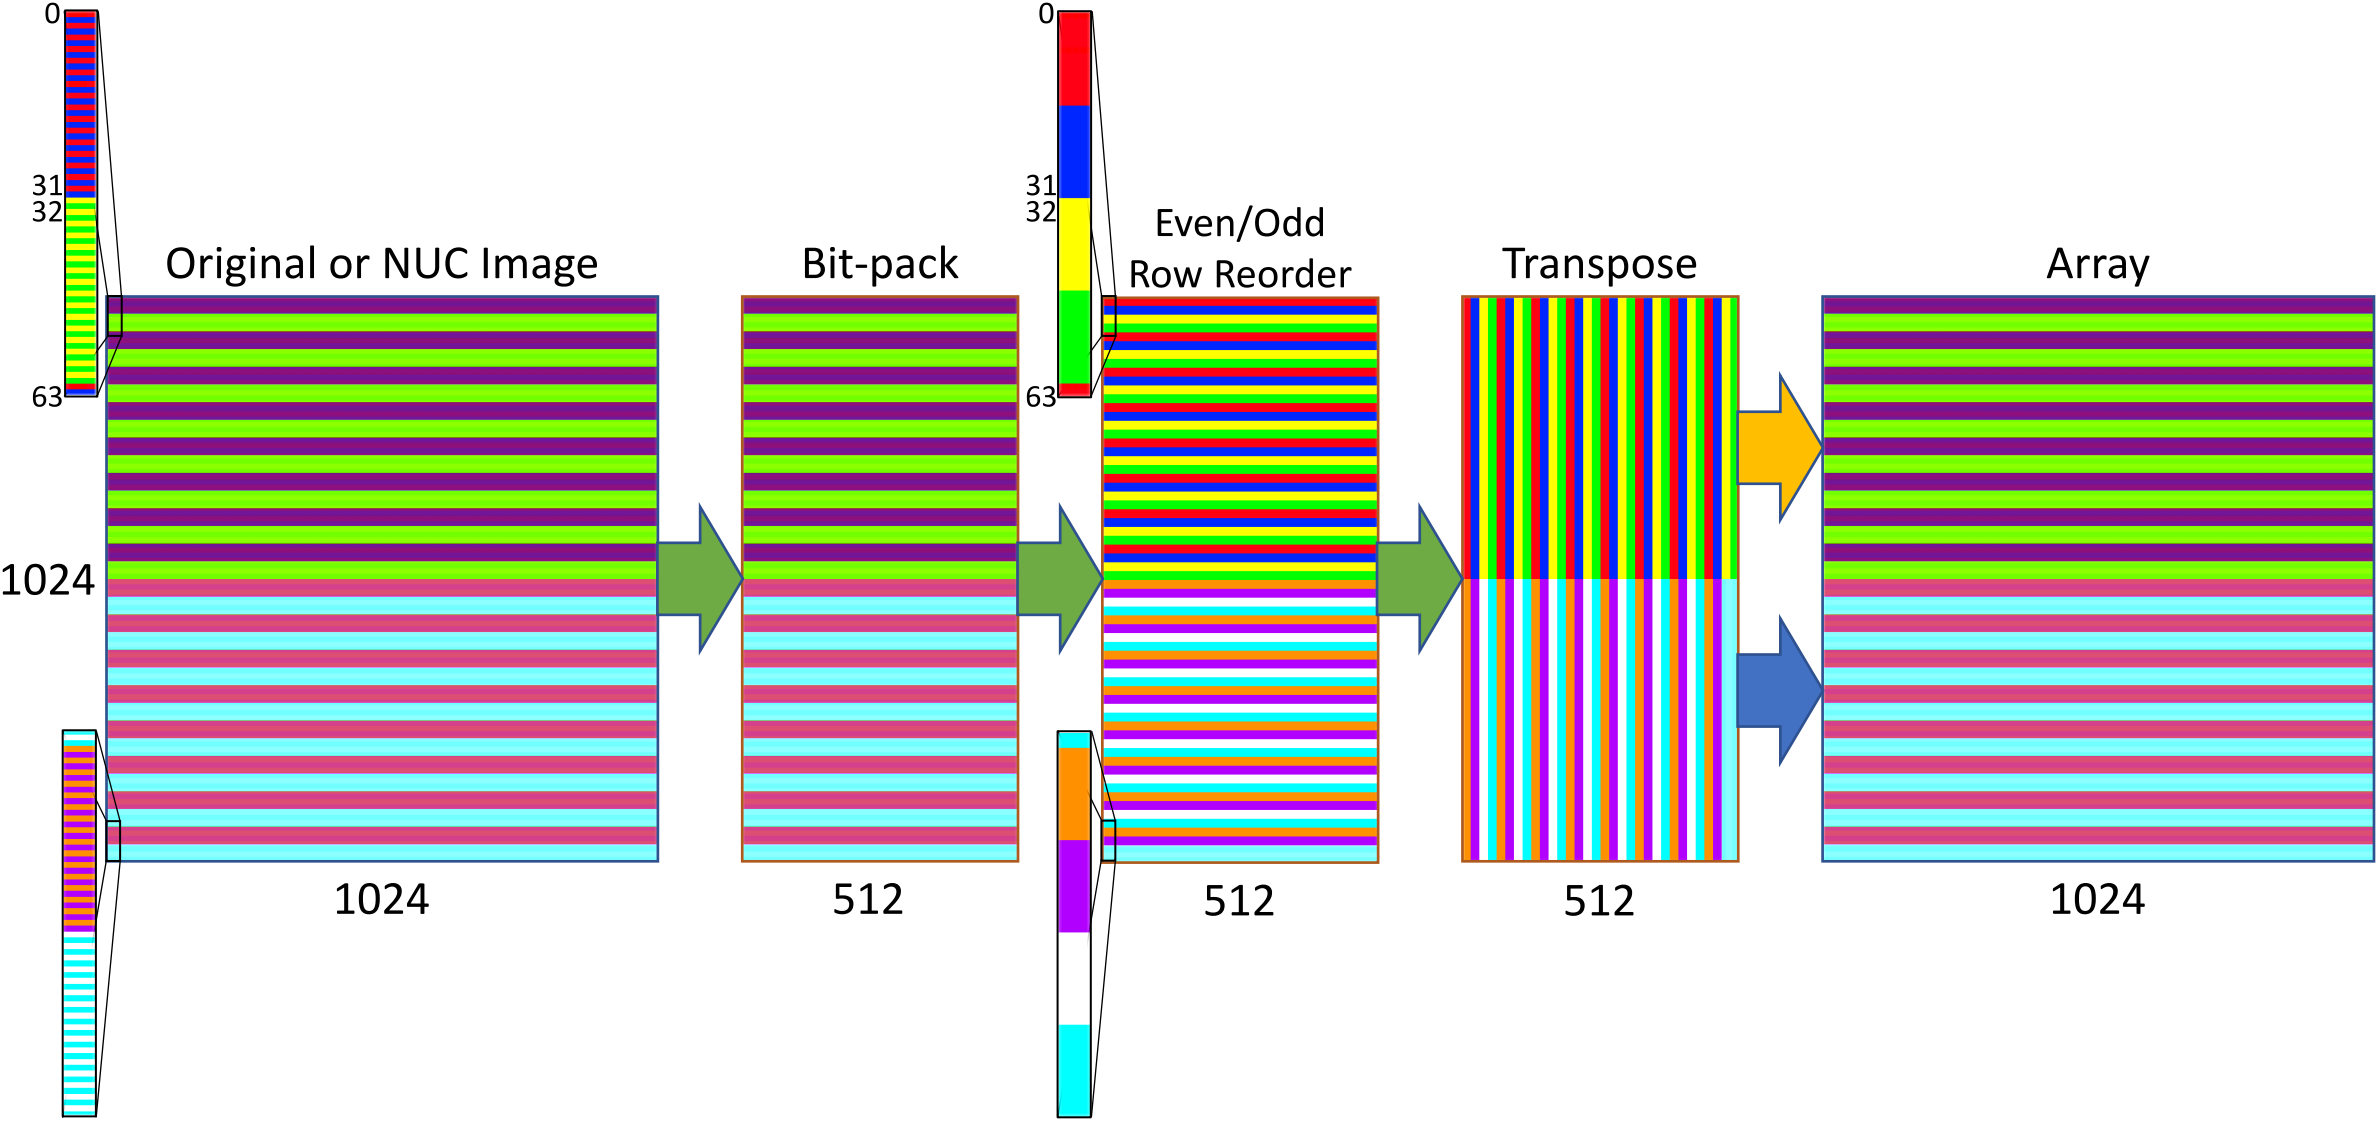 0
31
32
63
0
31
32
63
Original or NUC Image
Bit-pack
Even/Odd
Row Reorder
Transpose
Array
1024
1024
512
512
512
1024